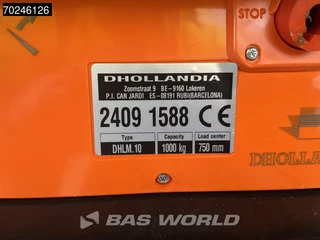 70246126
STOP
DHOLLANDIA
Zoomstraat 9 BE-9160 Lokeren
P.I. CAN JARDI ES-08191 RUBI(BARCELONA)
2409 1588 CE
Type Capacity Load center
DHLM.10 1000 kg 750 mm
DHOLLAN
BAS WORLD